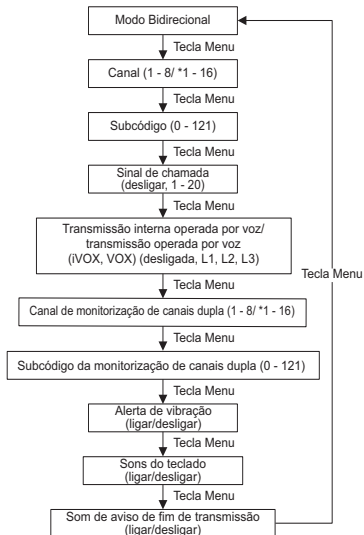 Modo Bidirecional
Tecla Menu
Canal (1 - 8/ *1 - 16)
Tecla Menu
Subcódigo (0 - 121)
Tecla Menu
Sinal de chamada
(desligar, 1 - 20)
Tecla Menu
Transmissão interna operada por voz/
transmissão operada por voz
(iVOX, VOX) (desligada, L1, L2, L3)
Tecla Menu
Tecla Menu
Canal de monitorização de canais dupla (1 - 8/ *1 - 16)
Tecla Menu
Subcódigo da monitorização de canais dupla (0 - 121)
Tecla Menu
Alerta de vibração
(ligar/desligar)
Tecla Menu
Sons do teclado
(ligar/desligar)
Tecla Menu
Som de aviso de fim de transmissão
(ligar/desligar)